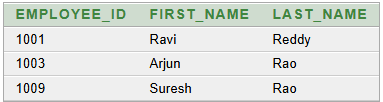 EMPLOYEE_ID FIRST_NAME LAST_NAME
1001 Ravi Reddy
1003 Arjun Rao
1009 Suresh Rao